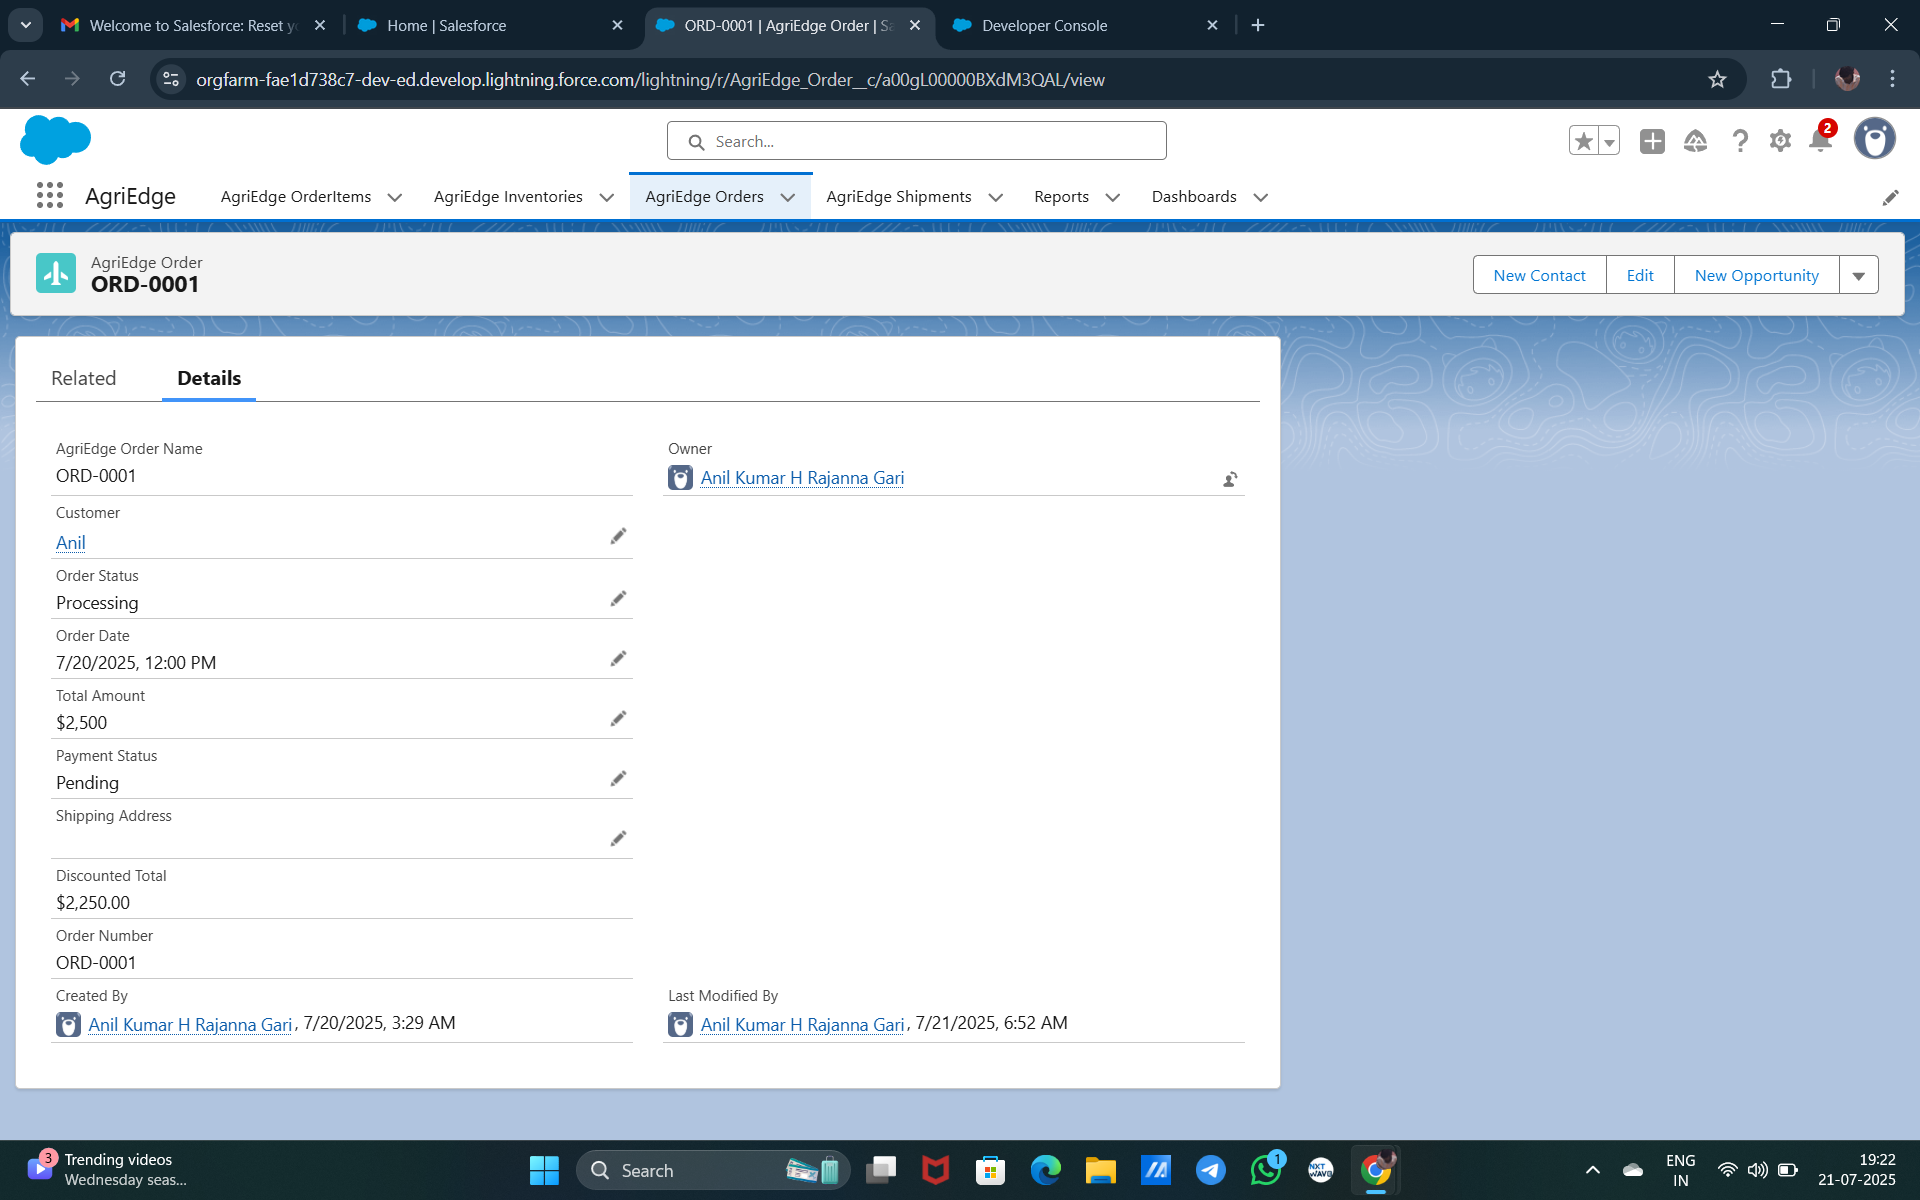 Welcome to Salesforce: Reset yo
Home | Salesforce
ORD-0001 | AgriEdge Order | Sa
Developer Console
orgfarm-fae1d738c7-dev-ed.develop.lightning.force.com/lightning/r/AgriEdge_Order__c/a00gL00000BXdM3QAL/view
Search...
2
AgriEdge
AgriEdge OrderItems
AgriEdge Inventories
AgriEdge Orders
AgriEdge Shipments
Reports
Dashboards
AgriEdge Order
ORD-0001
New Contact
Edit
New Opportunity
Related
Details
AgriEdge Order Name
ORD-0001
Owner
Anil Kumar H Rajanna Gari
Customer
Anil
Order Status
Processing
Order Date
7/20/2025, 12:00 PM
Total Amount
$2,500
Payment Status
Pending
Shipping Address
Discounted Total
$2,250.00
Order Number
ORD-0001
Created By
Anil Kumar H Rajanna Gari, 7/20/2025, 3:29 AM
Last Modified By
Anil Kumar H Rajanna Gari, 7/21/2025, 6:52 AM
3
Trending videos
Wednesday seas...
Search
1
NXT
WAVE
ENG
IN
19:22
21-07-2025